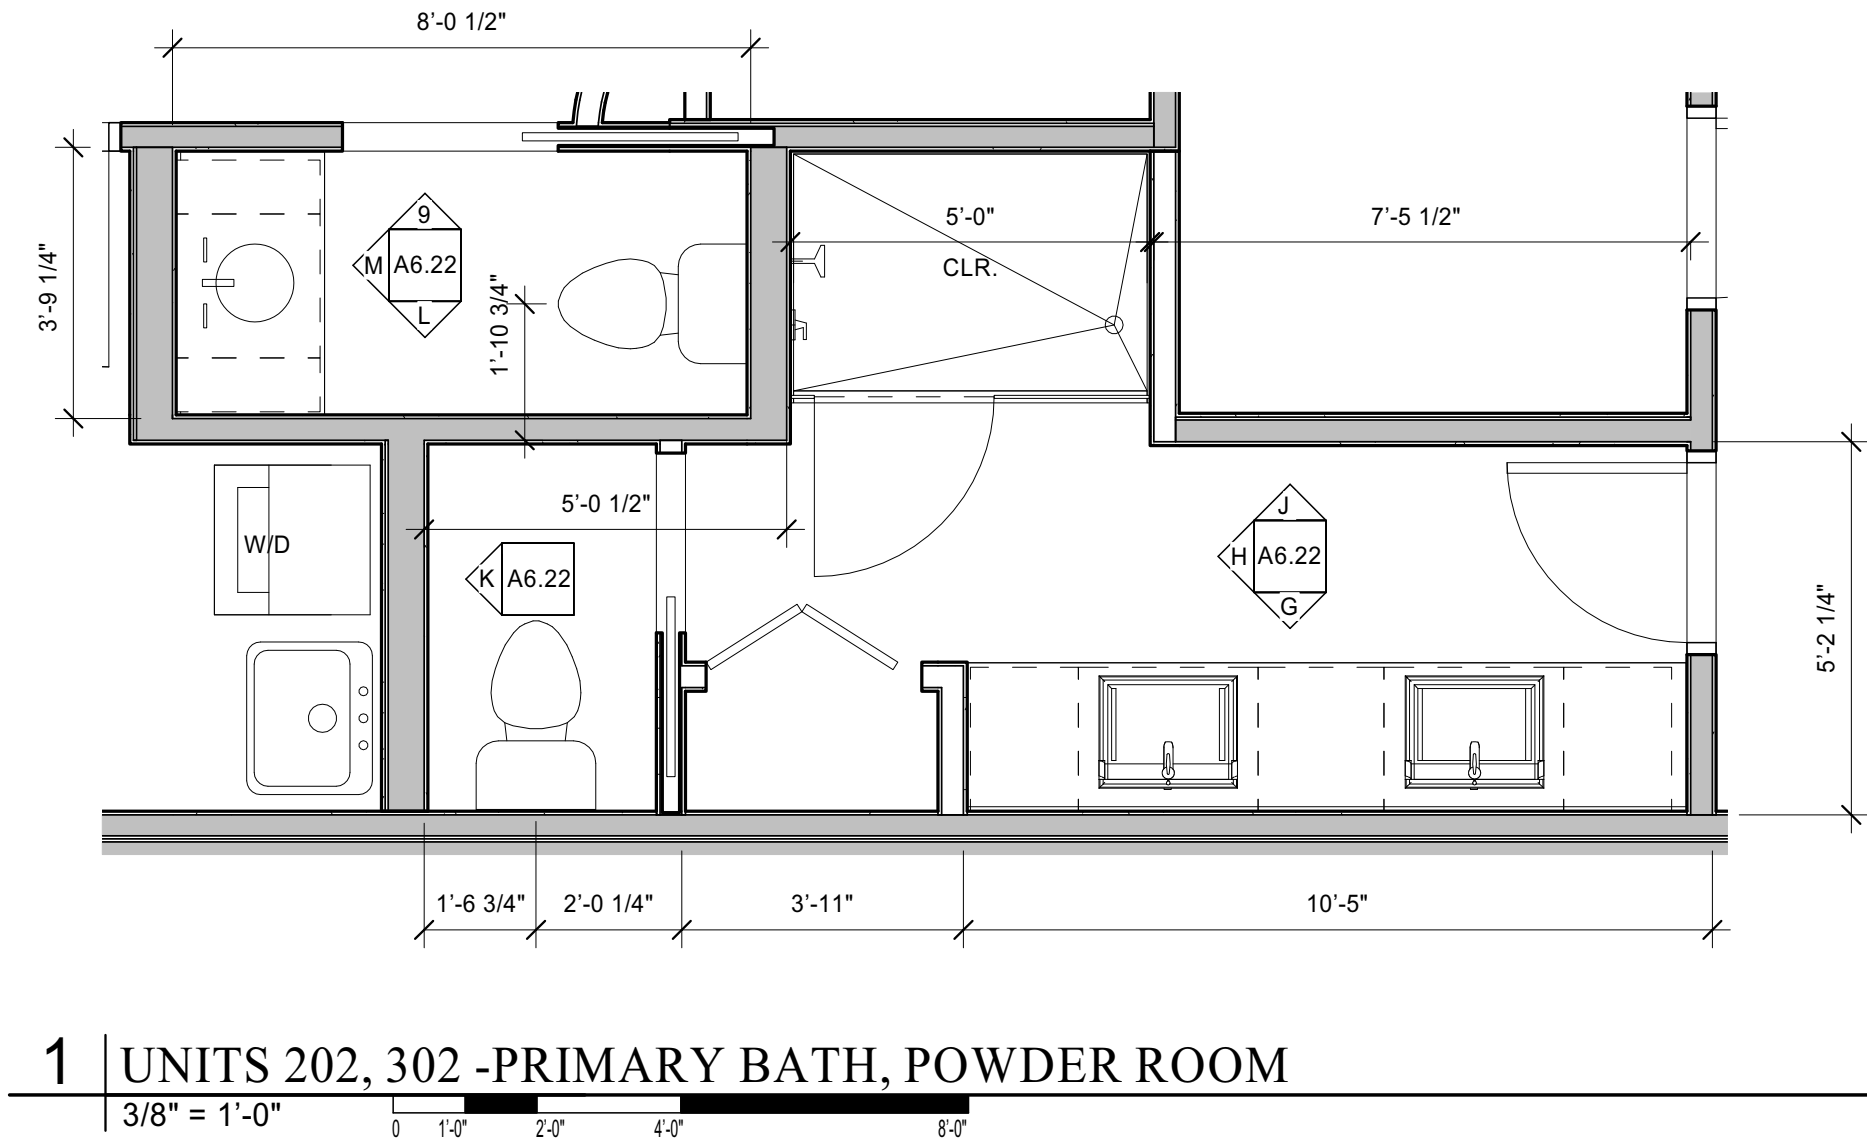 8’-0 1/2"
9
M A6.22
L
3’-9 1/4"
1’-10 3/4"
5’-0"
CLR.
7’-5 1/2"
5’-0 1/2"
W/D
K A6.22
J
H A6.22
G
5’-2 1/4"
1’-6 3/4" 2’-0 1/4" 3’-11" 10’-5"
1 UNITS 202, 302 -PRIMARY BATH, POWDER ROOM
3/8" = 1’-0"
0 1’-0" 2’-0" 4’-0" 8’-0"